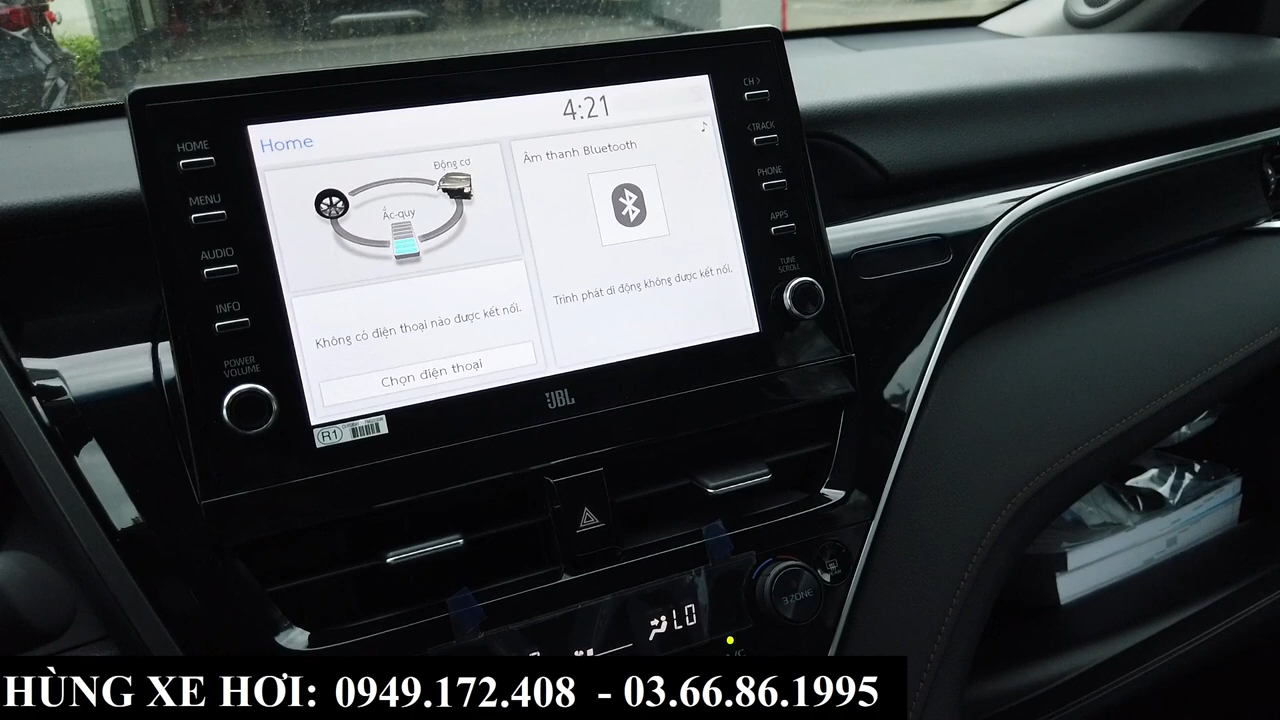 4:21
Home
Động cơ
Ắc-quy
Âm thanh Bluetooth
Trình phát di động không được kết nối.
Không có điện thoại nào được kết nối.
Chọn điện thoại
HOME
MENU
AUDIO
INFO
POWER
VOLUME
CH >
< TRACK
PHONE
APPS
TUNE
SCROLL
JBL
R1
3 ZONE
LO
HÙNG XE HƠI: 0949.172.408 - 03.66.86.1995